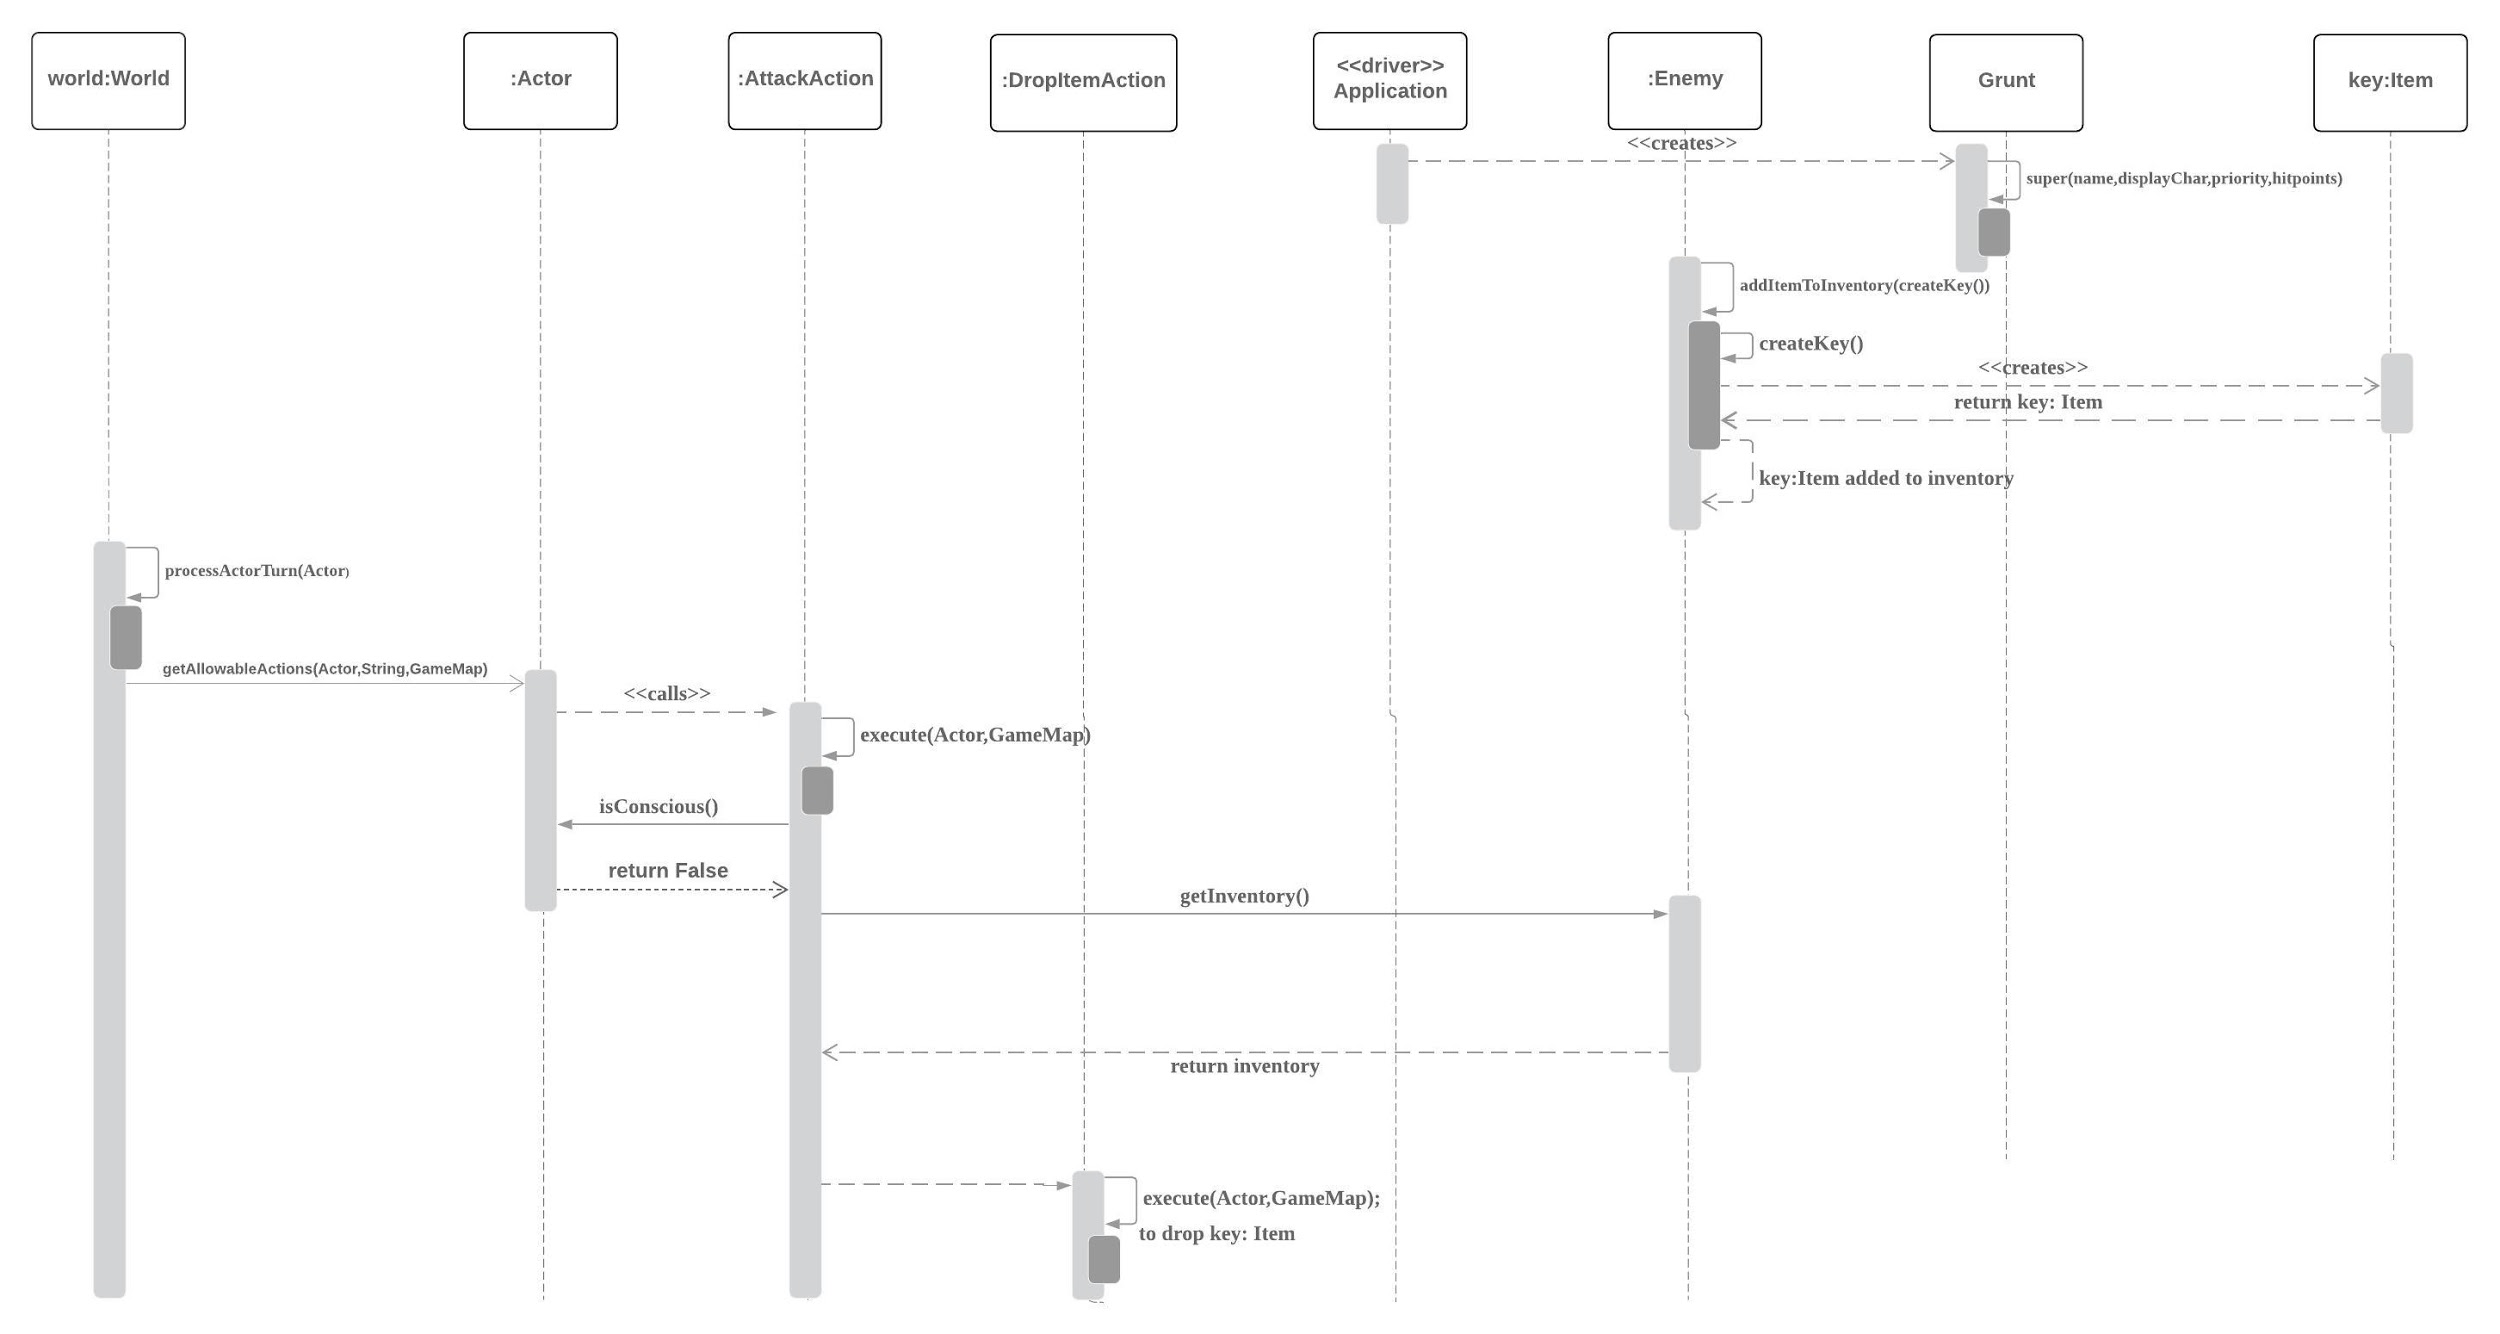 world:World
:Actor
:AttackAction
:DropItemAction
<<driver>>
Application
:Enemy
Grunt
key:Item
<<creates>>
super(name,displayChar,priority,hitpoints)
addItemToInventory(createKey())
createKey()
<<creates>>
return key: Item
key:Item added to inventory
processActorTurn(Actor)
getAllowableActions(Actor,String,GameMap)
<<calls>>
execute(Actor,GameMap)
isConscious()
return False
getInventory()
return inventory
execute(Actor,GameMap);
to drop key: Item